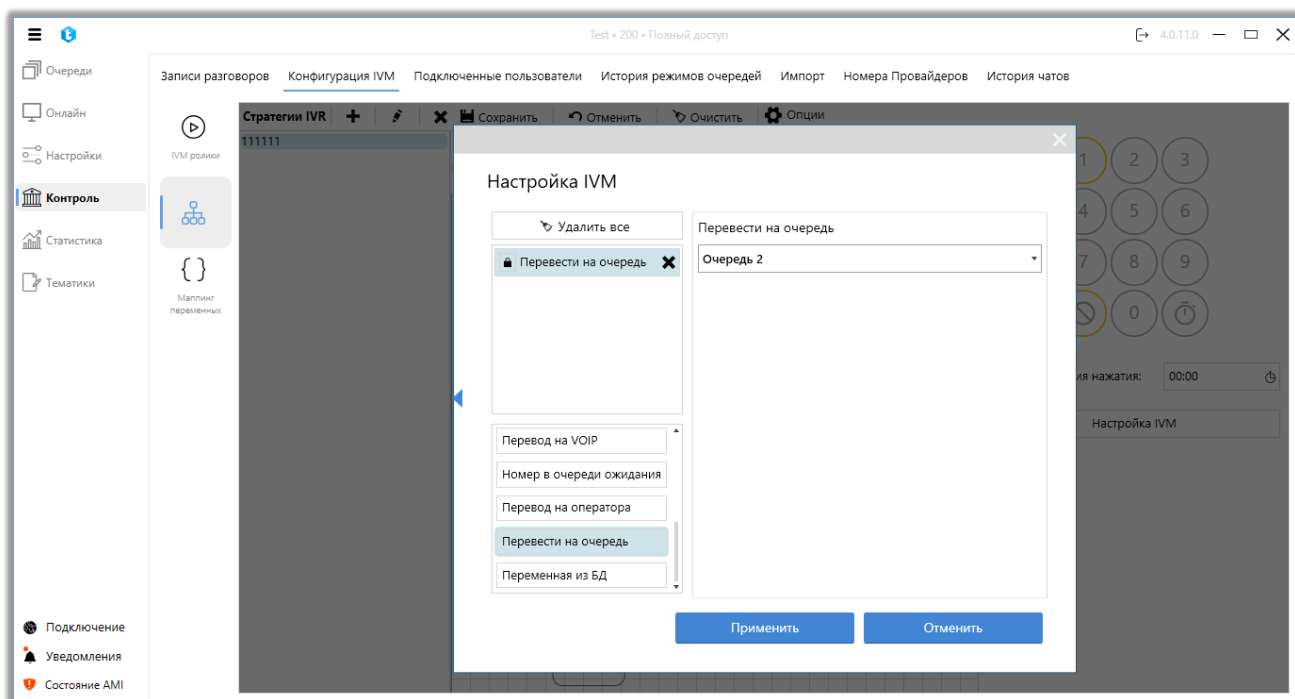 Test • 200 • Полный доступ
4.0.11.0
Очереди
Онлайн
Настройки
Контроль
Статистика
Тематики
Подключение
Уведомления
Состояние AMI
Записи разговоров
Конфигурация IVM
Подключенные пользователи
История режимов очередей
Импорт
Номера Провайдеров
История чатов
IVM ролики
Маппинг
переменных
Стратегии IVR
Сохранить
Отменить
Очистить
Опции
111111
Настройка IVM
Удалить все
Перевести на очередь
Перевод на VOIP
Номер в очереди ожидания
Перевод на оператора
Перевести на очередь
Переменная из БД
Перевести на очередь
Очередь 2
Применить
Отменить
1 2 3
4 5 6
7 8 9
0
нажатия: 00:00
Настройка IVM